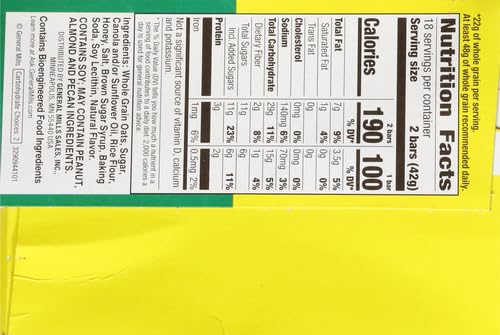 *22g of whole grain per serving.
At least 48g of whole grain recommended daily.
Nutrition Facts
18 servings per container
Serving size 2 bars (42g)
2 bars 1 bar
Calories 190 100
% DV* % DV*
Total Fat 7g 9% 3.5g 5%
Saturated Fat 1g 4% 0g 0%
Trans Fat 0g 0g
Cholesterol 0mg 0% 0mg 0%
Sodium 140mg 6% 70mg 3%
Total Carbohydrate 29g 11% 15g 5%
Dietary Fiber 2g 8% 1g 4%
Total Sugars 11g 6g
Incl. Added Sugars 11g 23% 6g 11%
Protein 3g 2g
Iron 1mg 6% 0.5mg 2%
Not a significant source of vitamin D, calcium
and potassium.
* The % Daily Value (DV) tells you how much a nutrient in a
serving of food contributes to a daily diet. 2,000 calories a
day is used for general nutrition advice.
Ingredients: Whole Grain Oats, Sugar,
Canola and/or Sunflower Oil, Rice Flour,
Honey, Salt, Brown Sugar Syrup, Baking
Soda, Soy Lecithin, Natural Flavor.
CONTAINS SOY; MAY CONTAIN PEANUT,
ALMOND AND PECAN INGREDIENTS.
DISTRIBUTED BY GENERAL MILLS SALES, INC.,
MINNEAPOLIS, MN 55440 USA
Contains Bioengineered Food Ingredients
Learn more at Ask.GeneralMills.com
© General Mills Carbohydrate Choices: 2 3290644103